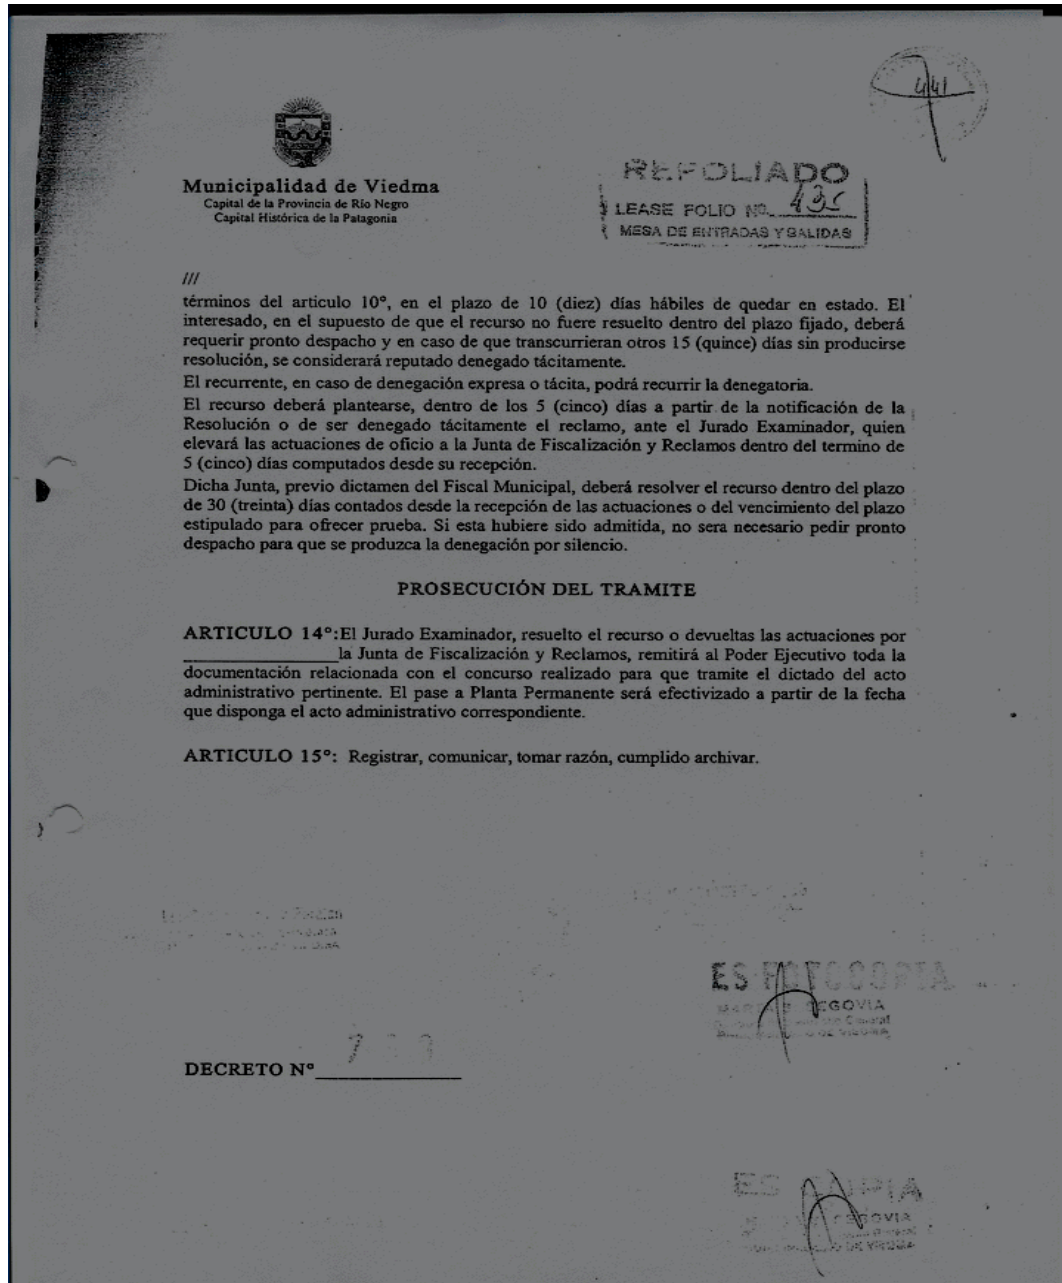 441
Municipalidad de Viedma
Capital de la Provincia de Río Negro
Capital Histórica de la Patagonia
REFOLIADO
LEASE FOLIO Nº 435
MESA DE ENTRADAS Y SALIDAS
///
términos del articulo 10°, en el plazo de 10 (diez) días hábiles de quedar en estado. El
interesado, en el supuesto de que el recurso no fuere resuelto dentro del plazo fijado, deberá
requerir pronto despacho y en caso de que transcurrieran otros 15 (quince) días sin producirse
resolución, se considerará reputado denegado tácitamente.
El recurrente, en caso de denegación expresa o tácita, podrá recurrir la denegatoria.
El recurso deberá plantearse, dentro de los 5 (cinco) días a partir de la notificación de la
Resolución o de ser denegado tácitamente el reclamo, ante el Jurado Examinador, quien
elevará las actuaciones de oficio a la Junta de Fiscalización y Reclamos dentro del termino de
5 (cinco) días computados desde su recepción.
Dicha Junta, previo dictamen del Fiscal Municipal, deberá resolver el recurso dentro del plazo
de 30 (treinta) días contados desde la recepción de las actuaciones o del vencimiento del plazo
estipulado para ofrecer prueba. Si esta hubiere sido admitida, no sera necesario pedir pronto
despacho para que se produzca la denegación por silencio.
PROSECUCIÓN DEL TRAMITE
ARTICULO 14°:El Jurado Examinador, resuelto el recurso o devueltas las actuaciones por
la Junta de Fiscalización y Reclamos, remitirá al Poder Ejecutivo toda la
documentación relacionada con el concurso realizado para que tramite el dictado del acto
administrativo pertinente. El pase a Planta Permanente será efectivizado a partir de la fecha
que disponga el acto administrativo correspondiente.
ARTICULO 15°: Registrar, comunicar, tomar razón, cumplido archivar.
ES FOTOCOPIA
SEGOVIA
DE VIEDMA
DECRETO N°
ES COPIA
SEGOVIA
DE VIEDMA